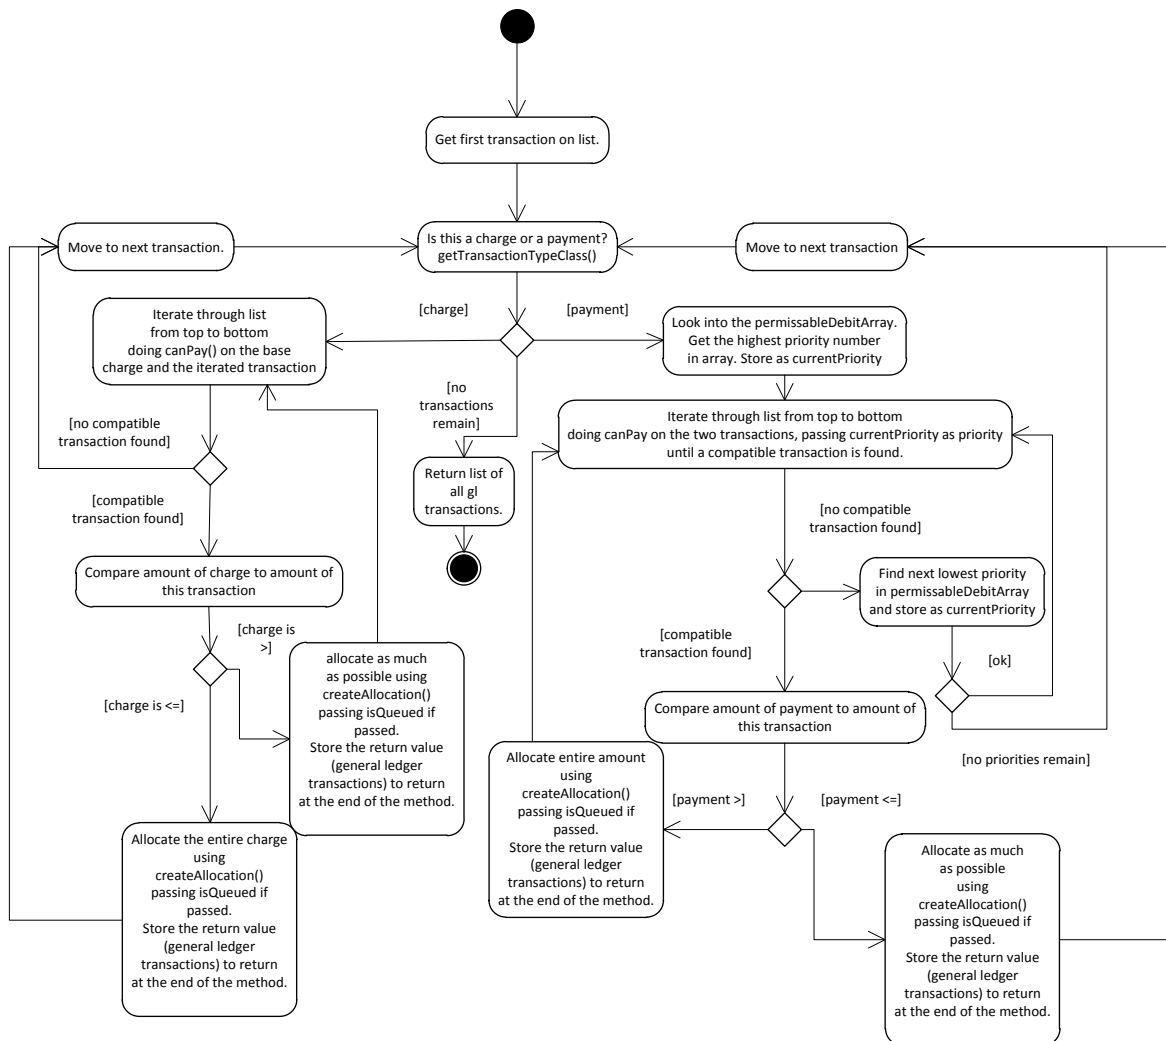 Get first transaction on list.
Move to next transaction.
Is this a charge or a payment?
getTransactionTypeClass()
Move to next transaction
[charge]
[payment]
Iterate through list
from top to bottom
doing canPay() on the base
charge and the iterated transaction
Look into the permissableDebitArray.
Get the highest priority number
in array. Store as currentPriority
[no
transactions
remain]
[no compatible
transaction found]
Iterate through list from top to bottom
doing canPay on the two transactions, passing currentPriority as priority
until a compatible transaction is found.
Return list of
all gl
transactions.
[compatible
transaction found]
[no compatible
transaction found]
Compare amount of charge to amount of
this transaction
Find next lowest priority
in permissableDebitArray
and store as currentPriority
[charge is
>]
[compatible
transaction found]
[ok]
allocate as much
as possible using
createAllocation()
passing isQueued if
passed.
Store the return value
(general ledger
transactions) to return
at the end of the method.
[charge is <=]
Compare amount of payment to amount of
this transaction
[no priorities remain]
Allocate entire amount
using
createAllocation()
passing isQueued if
passed.
Store the return value
(general ledger
transactions) to return
at the end of the method.
[payment >]
[payment <=]
Allocate the entire charge
using
createAllocation()
passing isQueued if
passed.
Store the return value
(general ledger
transactions) to return
at the end of the method.
Allocate as much
as possible
using
createAllocation()
passing isQueued if
passed.
Store the return value
(general ledger
transactions) to return
at the end of the method.